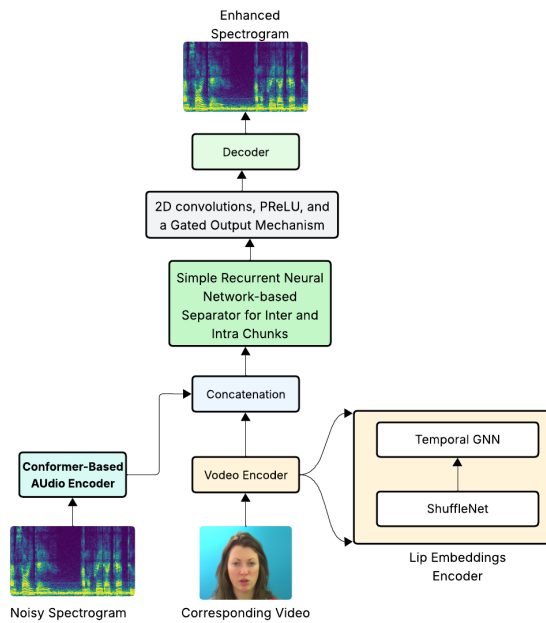 Enhanced
Spectrogram
Decoder
2D convolutions, PReLU, and
a Gated Output Mechanism
Simple Recurrent Neural
Network-based
Separator for Inter and
Intra Chunks
Concatenation
Conformer-Based
AUdio Encoder
Vodeo Encoder
Temporal GNN
ShuffleNet
Lip Embeddings
Encoder
Noisy Spectrogram
Corresponding Video